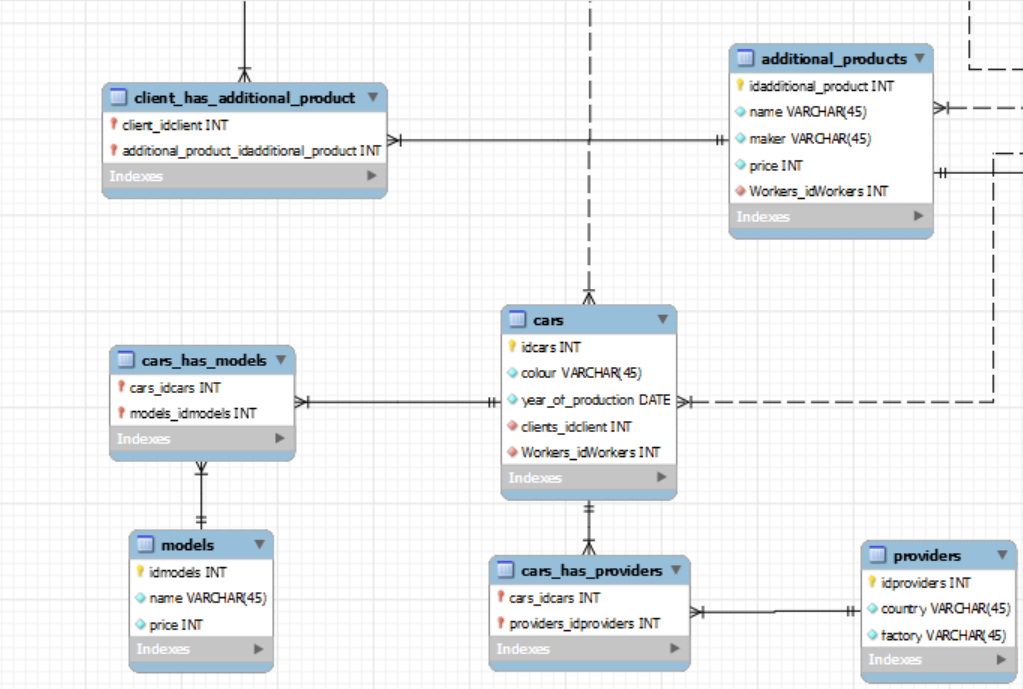 additional_products
idadditional_product INT
name VARCHAR(45)
maker VARCHAR(45)
price INT
Workers_idWorkers INT
Indexes
client_has_additional_product
client_idclient INT
additional_product_idadditional_product INT
Indexes
cars
idcars INT
colour VARCHAR(45)
year_of_production DATE
clients_idclient INT
Workers_idWorkers INT
Indexes
cars_has_models
cars_idcars INT
models_idmodels INT
Indexes
models
idmodels INT
name VARCHAR(45)
price INT
Indexes
cars_has_providers
cars_idcars INT
providers_idproviders INT
Indexes
providers
idproviders INT
country VARCHAR(45)
factory VARCHAR(45)
Indexes